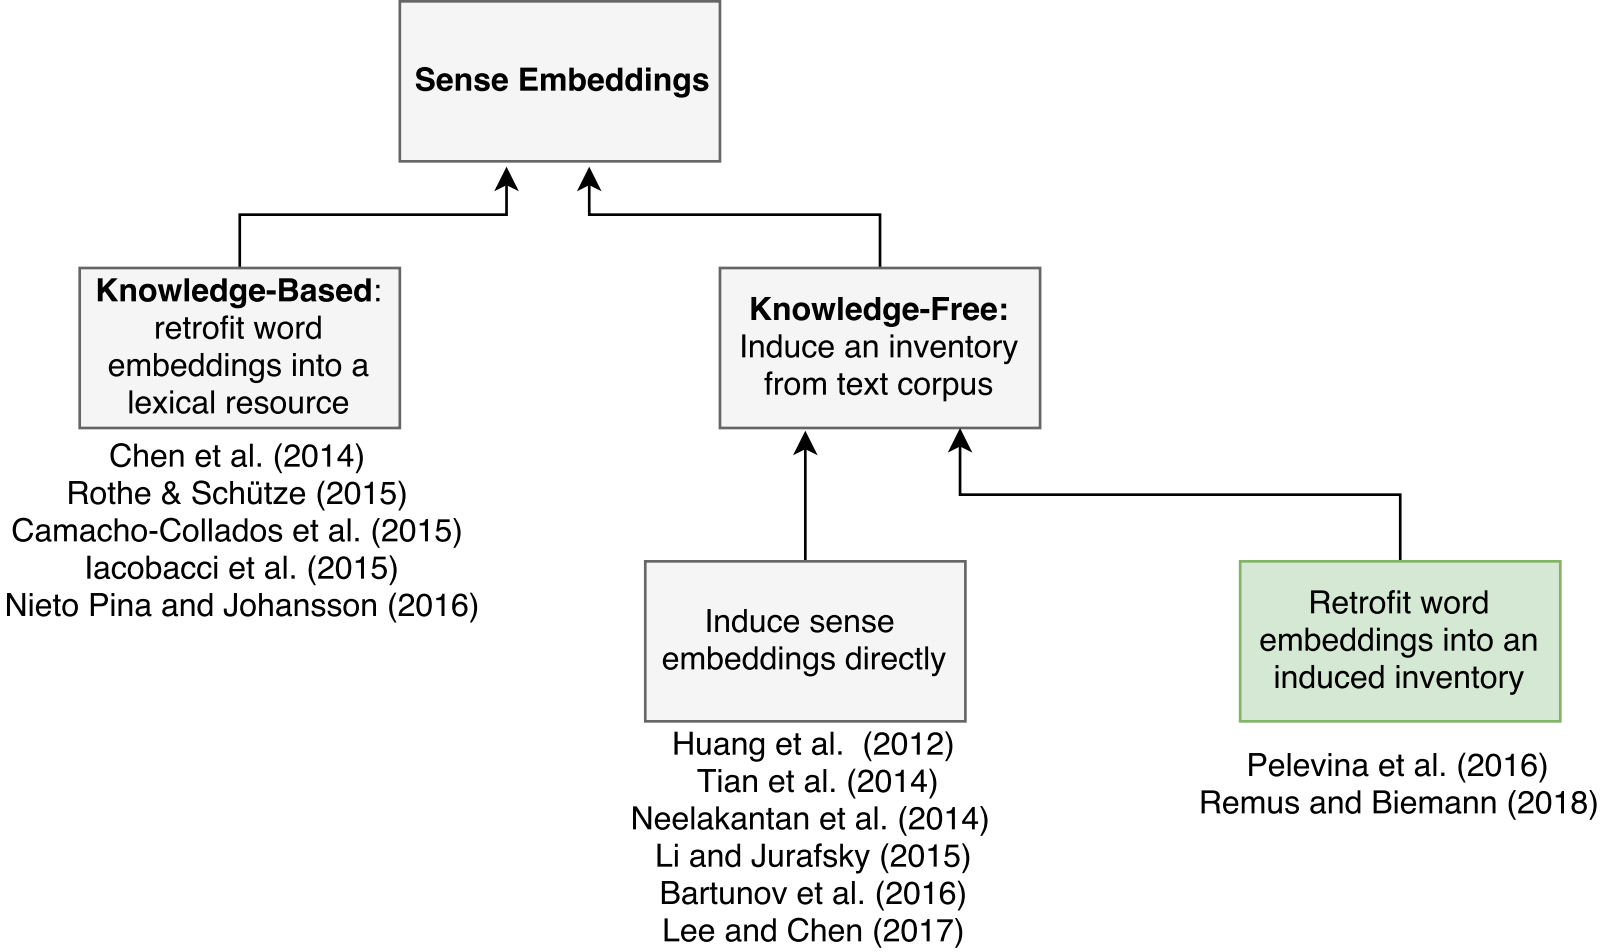 Sense Embeddings
Knowledge-Based:
retrofit word
embeddings into a
lexical resource
Chen et al. (2014)
Rothe & Schütze (2015)
Camacho-Collados et al. (2015)
Iacobacci et al. (2015)
Nieto Pina and Johansson (2016)
Knowledge-Free:
Induce an inventory
from text corpus
Induce sense
embeddings directly
Huang et al.  (2012)
Tian et al. (2014)
Neelakantan et al. (2014)
Li and Jurafsky (2015)
Bartunov et al. (2016)
Lee and Chen (2017)
Retrofit word
embeddings into an
induced inventory
Pelevina et al. (2016)
Remus and Biemann (2018)